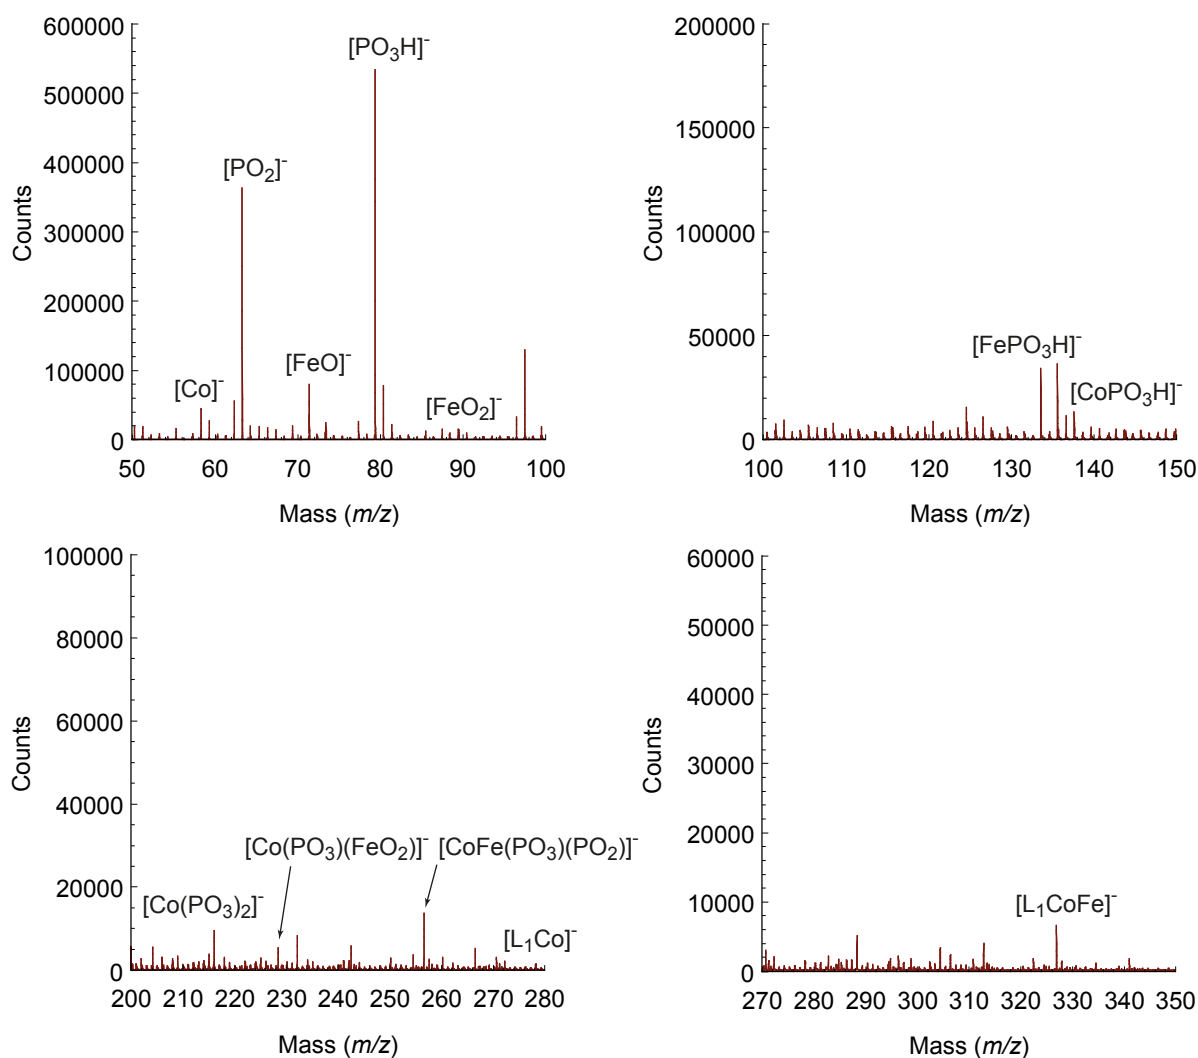 600000
500000
400000
300000
200000
100000
0
Counts
[PO₃H]⁻
[PO₂]⁻
[FeO]⁻
[Co]⁻
[FeO₂]⁻
50 60 70 80 90 100
Mass (m/z)
200000
150000
100000
50000
0
Counts
[FePO₃H]⁻
[CoPO₃H]⁻
100 110 120 130 140 150
Mass (m/z)
100000
80000
60000
40000
20000
0
Counts
[Co(PO₃)(FeO₂)]⁻ [CoFe(PO₃)(PO₂)]⁻
[Co(PO₃)₂]⁻
[L₁Co]⁻
200 210 220 230 240 250 260 270 280
Mass (m/z)
60000
50000
40000
30000
20000
10000
0
Counts
[L₁CoFe]⁻
270 280 290 300 310 320 330 340 350
Mass (m/z)